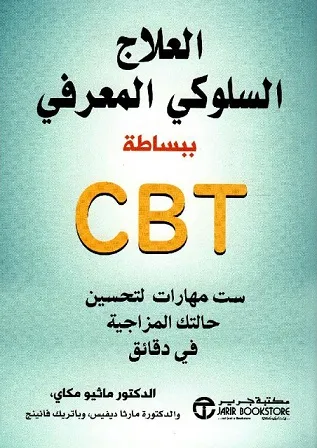 العلاج
السلوكي المعرفي
ببساطة
CBT
ست مهارات لتحسين
حالتك المزاجية
في دقائق
الدكتور ماثيو مكاي،
والدكتورة مارثا ديفيس، وباتريك فانينج
مكتبة جرير
JARIR BOOKSTORE